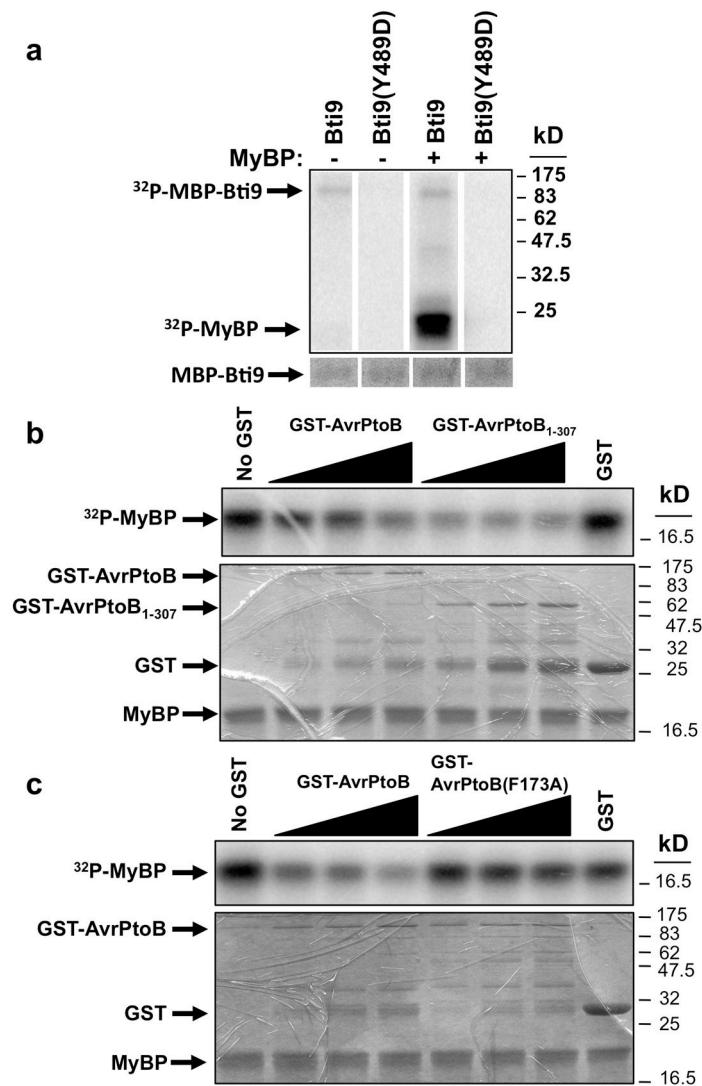 a
Bti9
Bti9(Y489D)
Bti9
Bti9(Y489D)
MyBP: - - + +
kD
³²P-MBP-Bti9
175
83
62
47.5
32.5
25
³²P-MyBP
MBP-Bti9
b
No GST
GST-AvrPtoB
GST-AvrPtoB₁₋₃₀₇
GST
kD
³²P-MyBP
16.5
GST-AvrPtoB
GST-AvrPtoB₁₋₃₀₇
GST
MyBP
175
83
62
47.5
32
25
16.5
c
No GST
GST-AvrPtoB
GST-
AvrPtoB(F173A)
GST
kD
³²P-MyBP
16.5
GST-AvrPtoB
GST
MyBP
175
83
62
47.5
32
25
16.5